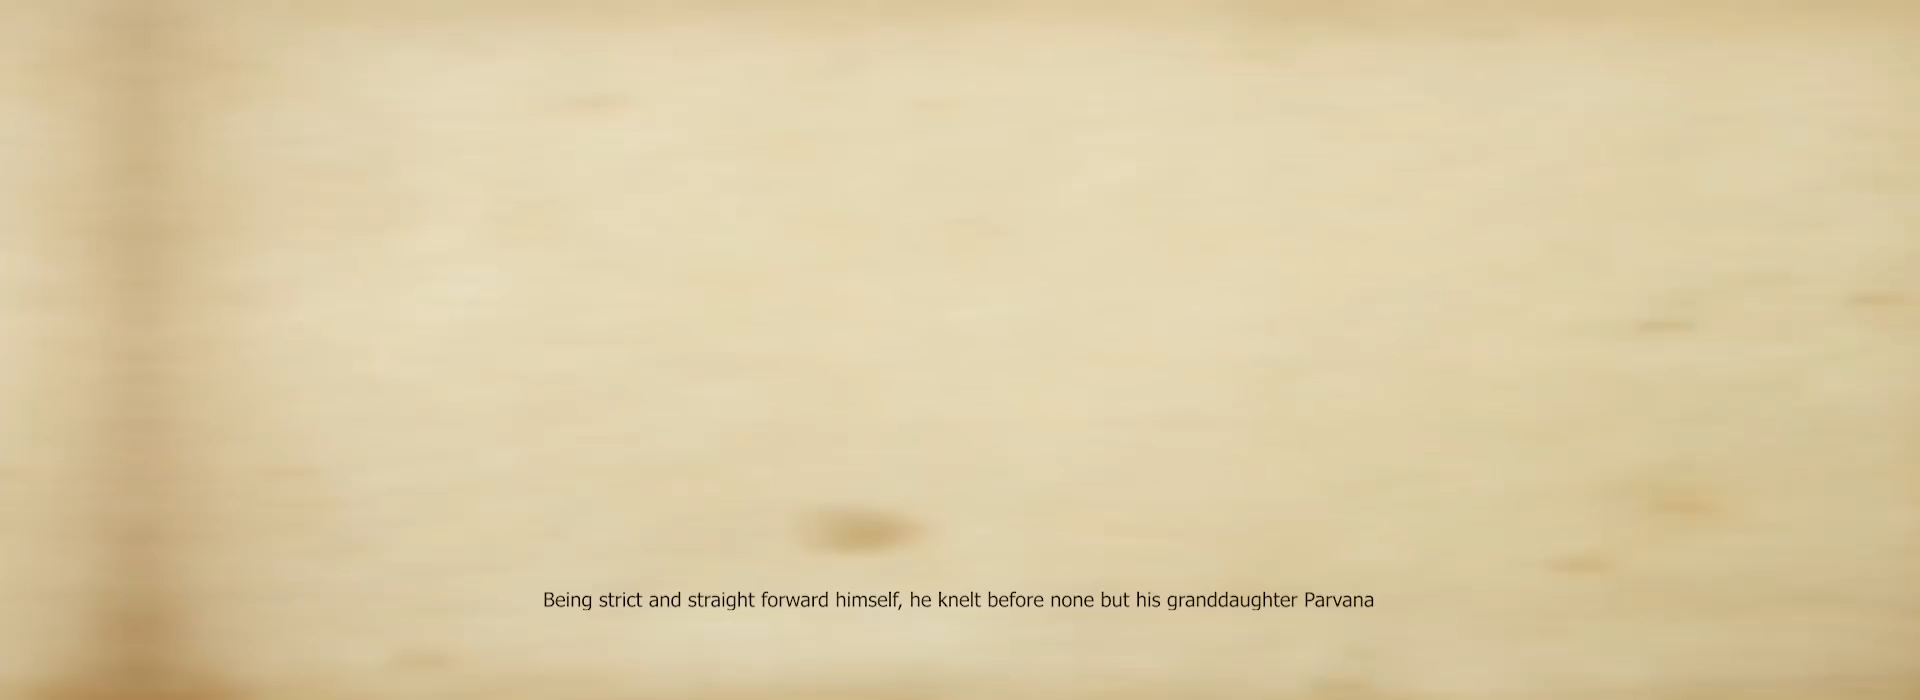 Being strict and straight forward himself, he knelt before none but his granddaughter Parvana